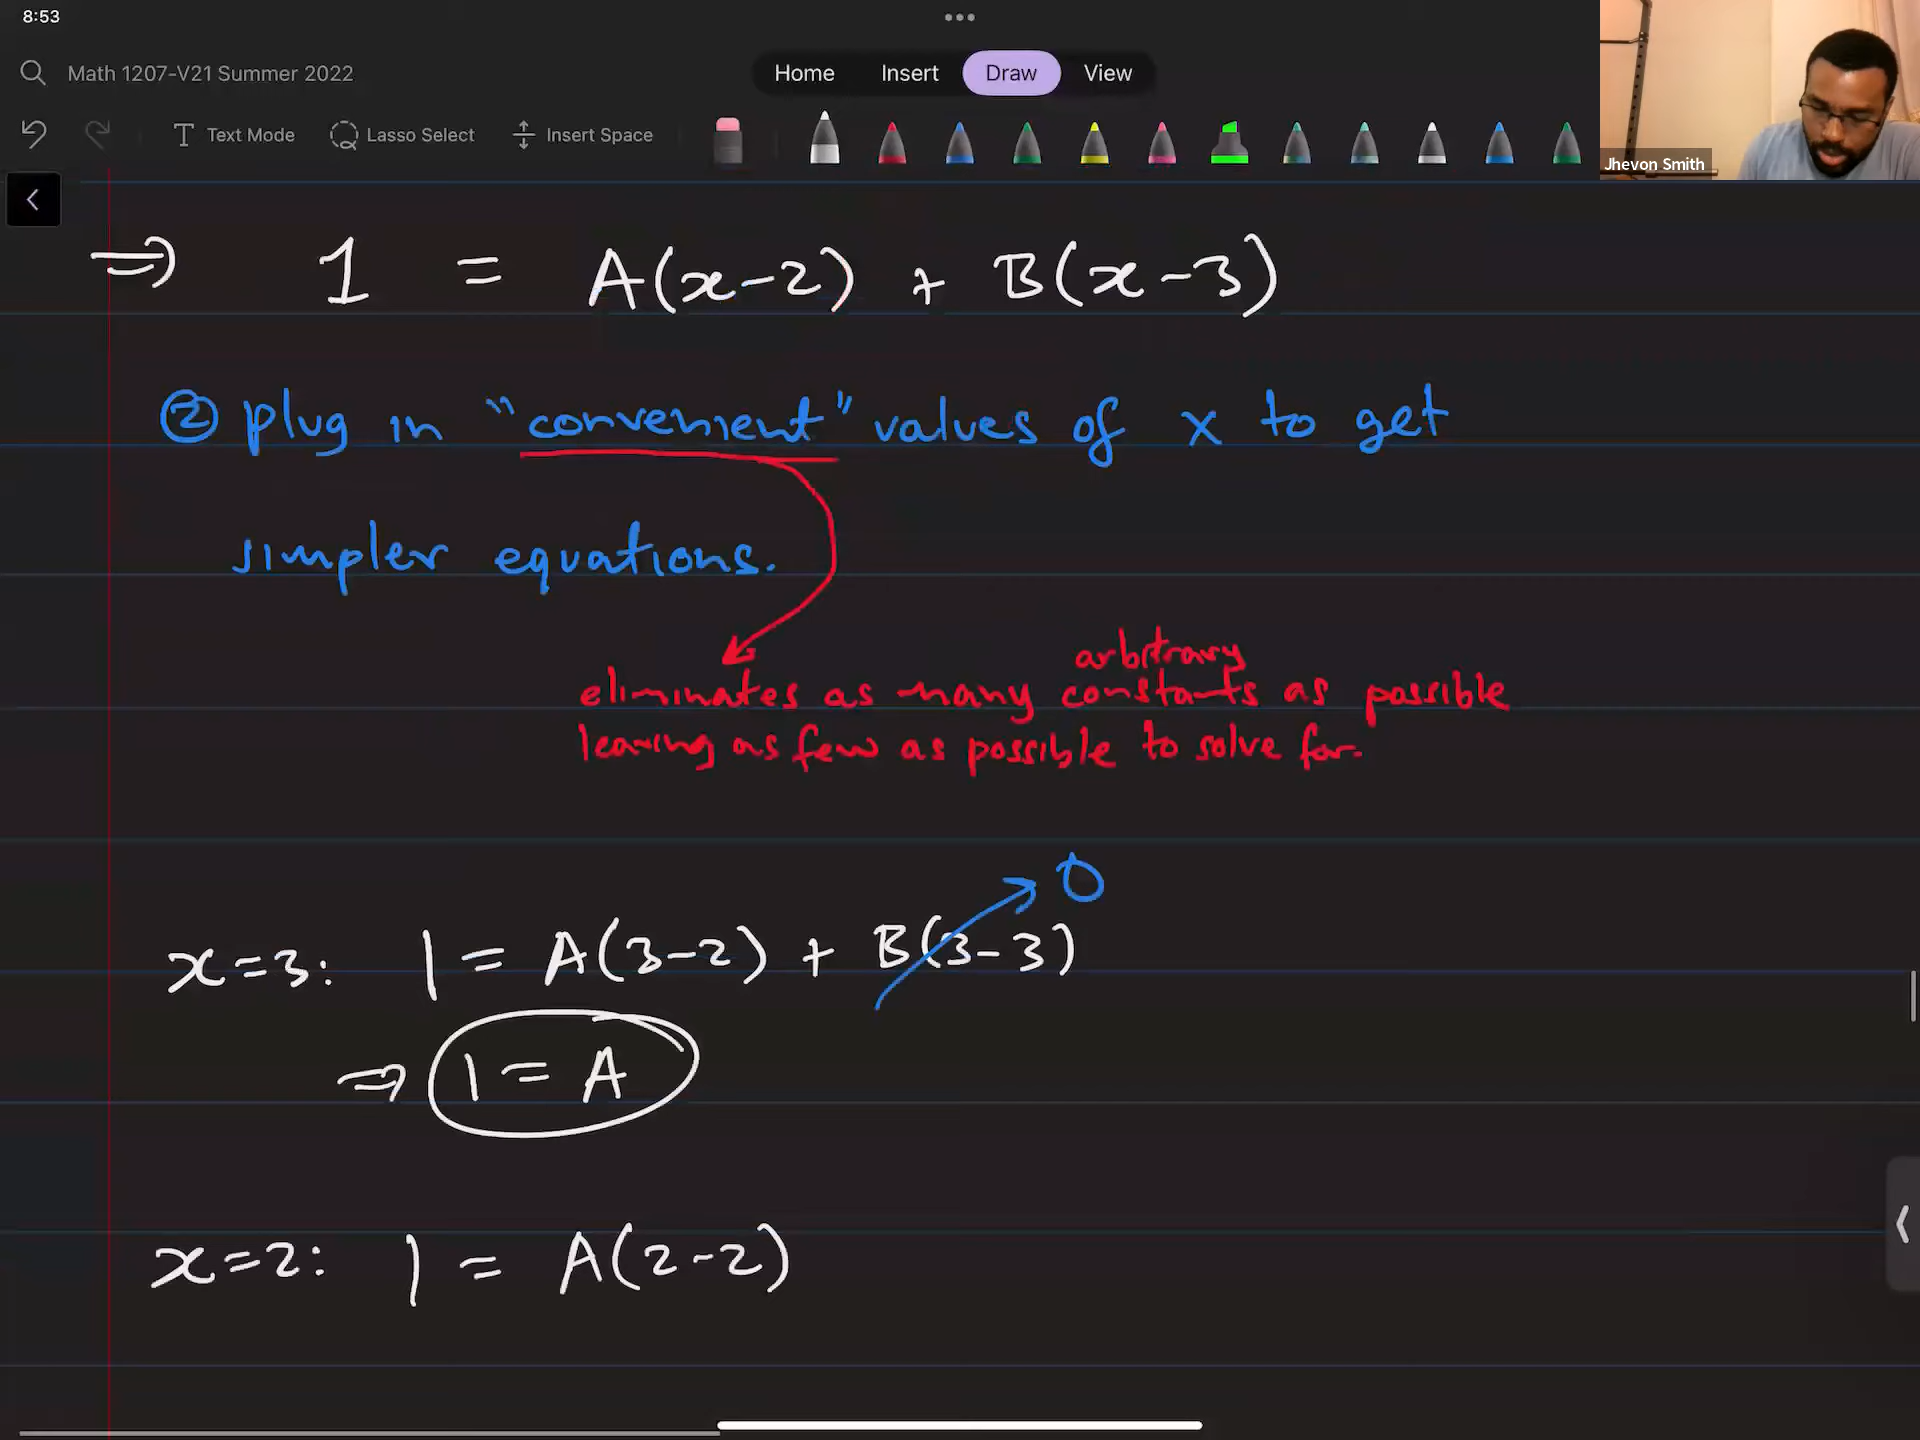 8:53
Math 1207-V21 Summer 2022
Home Insert Draw View
Text Mode Lasso Select Insert Space
Jhevon Smith
⇒ 1 = A(x-2) + B(x-3)
② plug in "convenient" values of x to get
simpler equations.
arbitrary
eliminates as many constants as possible
leaving as few as possible to solve for.
0
x=3: 1 = A(3-2) + B(3-3)
⇒ 1 = A
x=2: 1 = A(2-2)